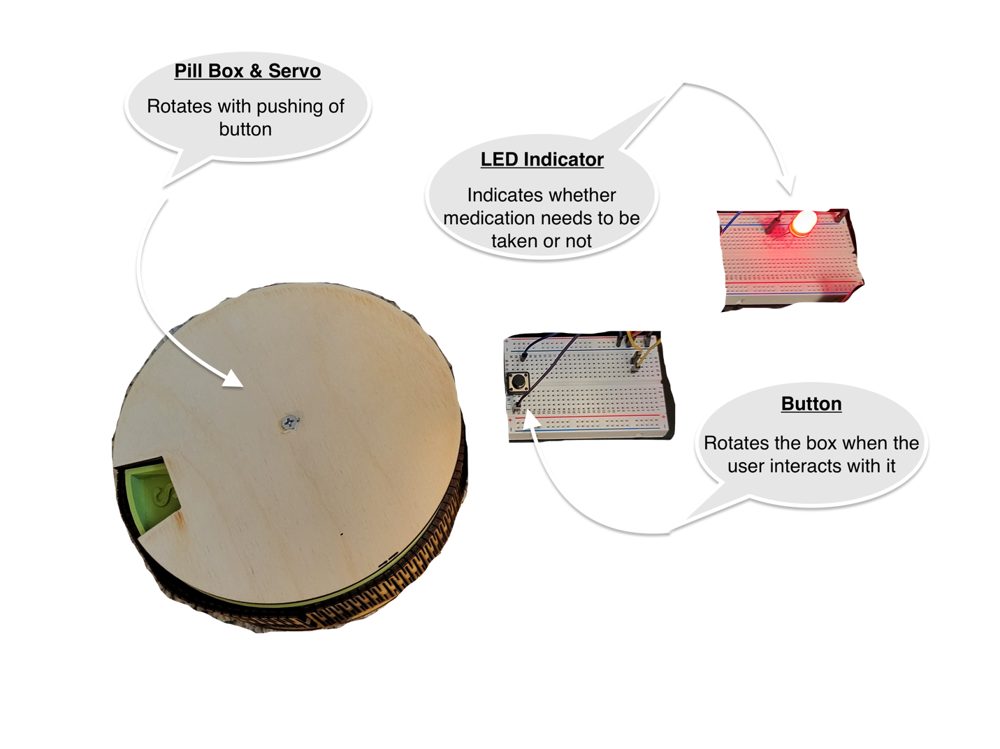 Pill Box & Servo
Rotates with pushing of
button
LED Indicator
Indicates whether
medication needs to be
taken or not
S
Button
Rotates the box when the
user interacts with it